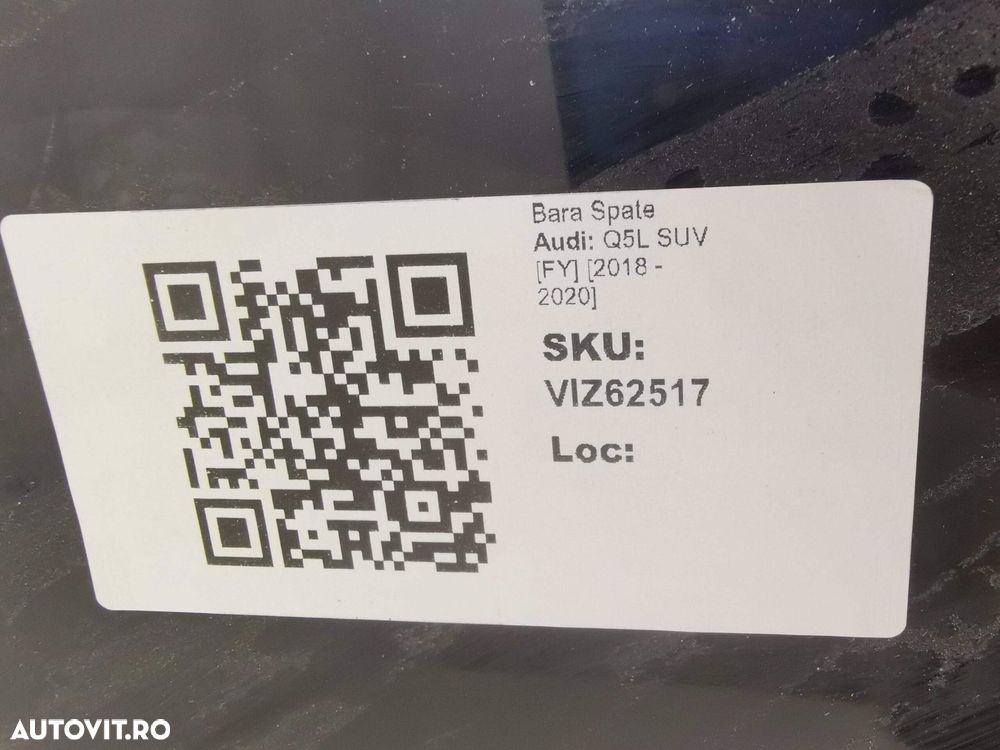 Bara Spate
Audi: Q5L SUV
[FY] [2018 -
2020]
SKU:
VIZ62517
Loc:
AUTOVIT.RO